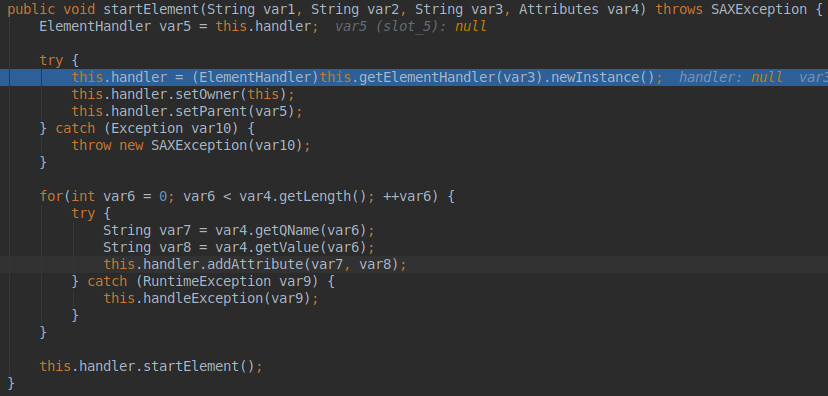 public void startElement(String var1, String var2, String var3, Attributes var4) throws SAXException {
ElementHandler var5 = this.handler; var5 (slot_5): null
try {
this.handler = (ElementHandler)this.getElementHandler(var3).newInstance(); handler: null var3
this.handler.setOwner(this);
this.handler.setParent(var5);
} catch (Exception var10) {
throw new SAXException(var10);
}
for(int var6 = 0; var6 < var4.getLength(); ++var6) {
try {
String var7 = var4.getQName(var6);
String var8 = var4.getValue(var6);
this.handler.addAttribute(var7, var8);
} catch (RuntimeException var9) {
this.handleException(var9);
}
}
this.handler.startElement();
}